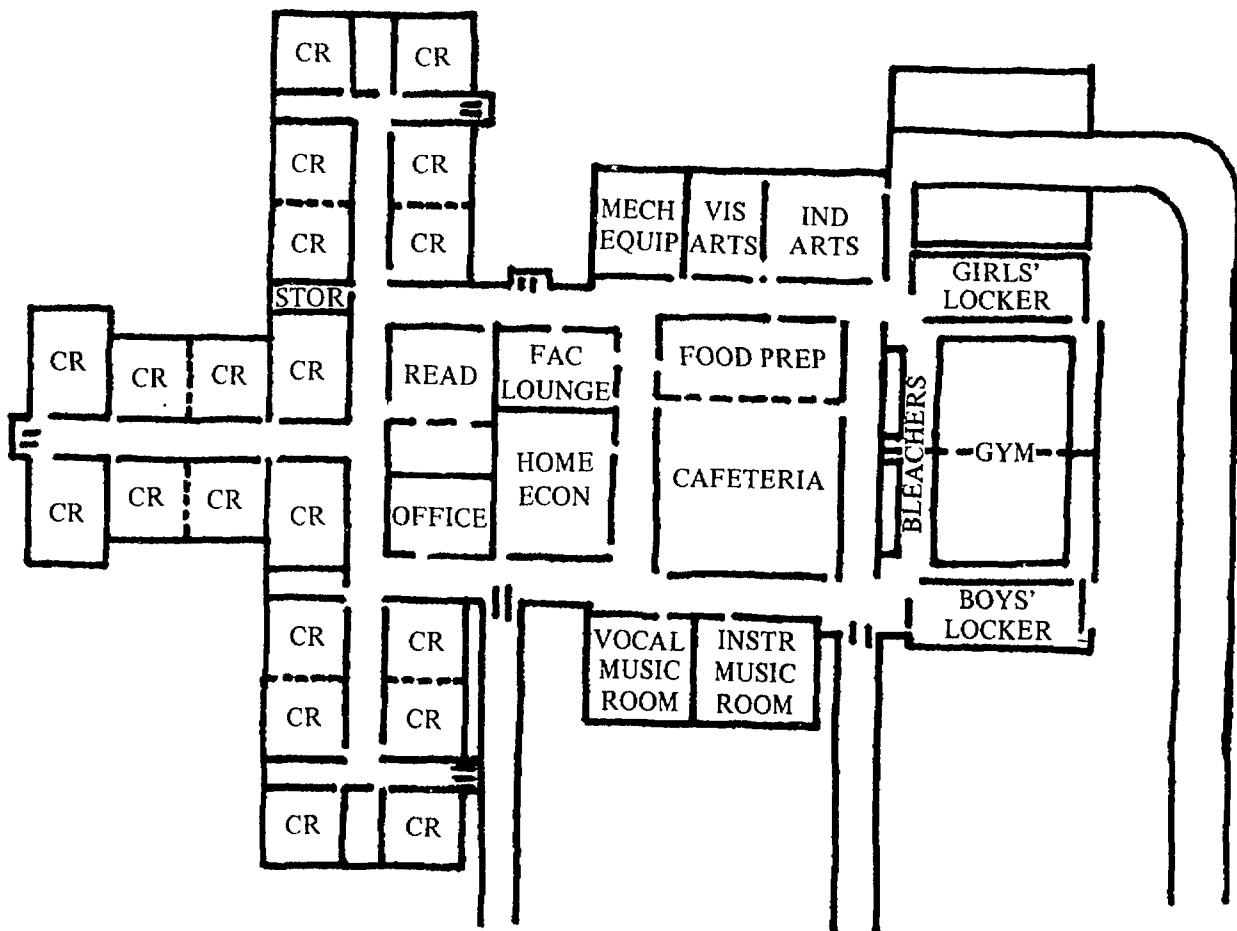 CR
CR
CR
CR
CR
CR
STOR
MECH
EQUIP
VIS
ARTS
IND
ARTS
GIRLS'
LOCKER
CR
CR
CR
CR
READ
FAC
LOUNGE
FOOD PREP
BLEACHERS
GYM
CR
CR
CR
CR
OFFICE
HOME
ECON
CAFETERIA
CR
CR
CR
CR
VOCAL
MUSIC
ROOM
INSTR
MUSIC
ROOM
BOYS'
LOCKER
CR
CR